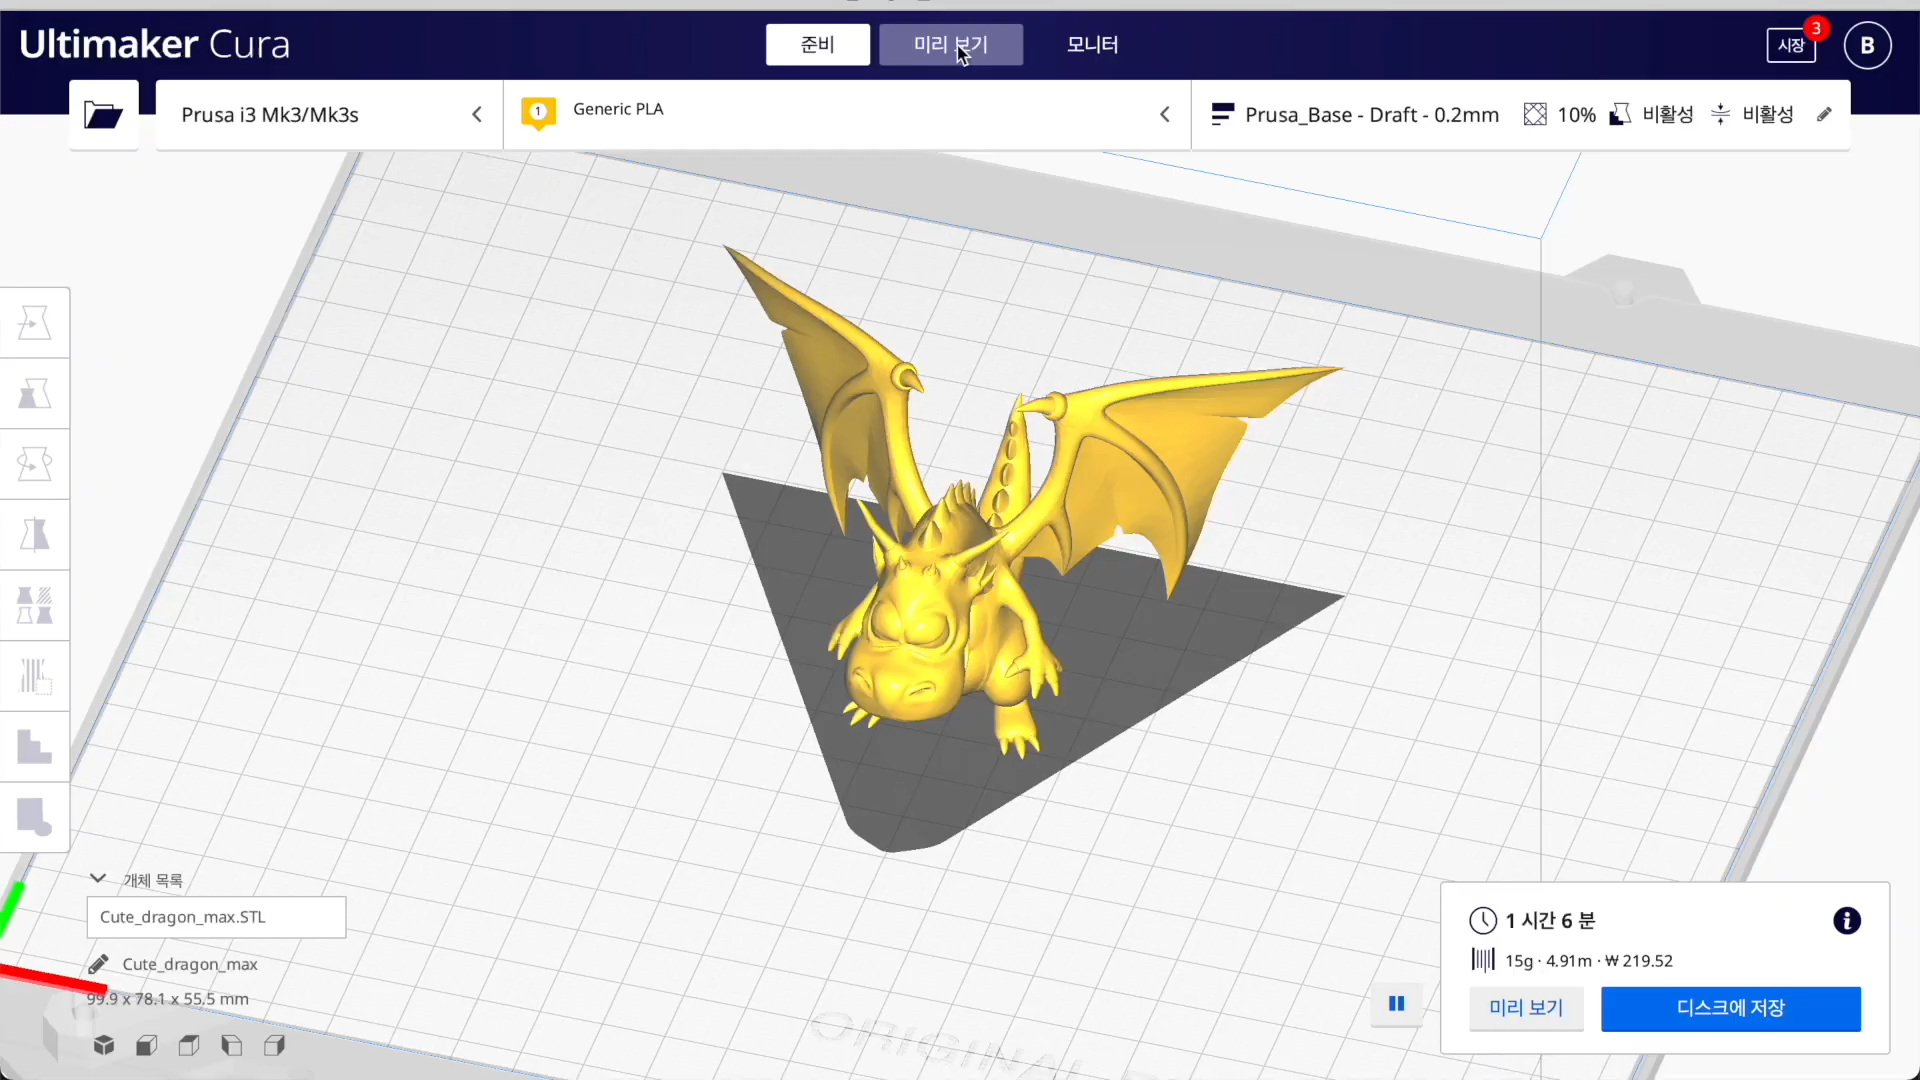 Ultimaker Cura
준비
미리 보기
모니터
시장
3
B
Prusa i3 Mk3/Mk3s
1
Generic PLA
Prusa_Base - Draft - 0.2mm
10%
비활성
비활성
개체 목록
Cute_dragon_max.STL
Cute_dragon_max
99.9 x 78.1 x 55.5 mm
1 시간 6 분
15g · 4.91m · ₩ 219.52
미리 보기
디스크에 저장
ORIGINAL